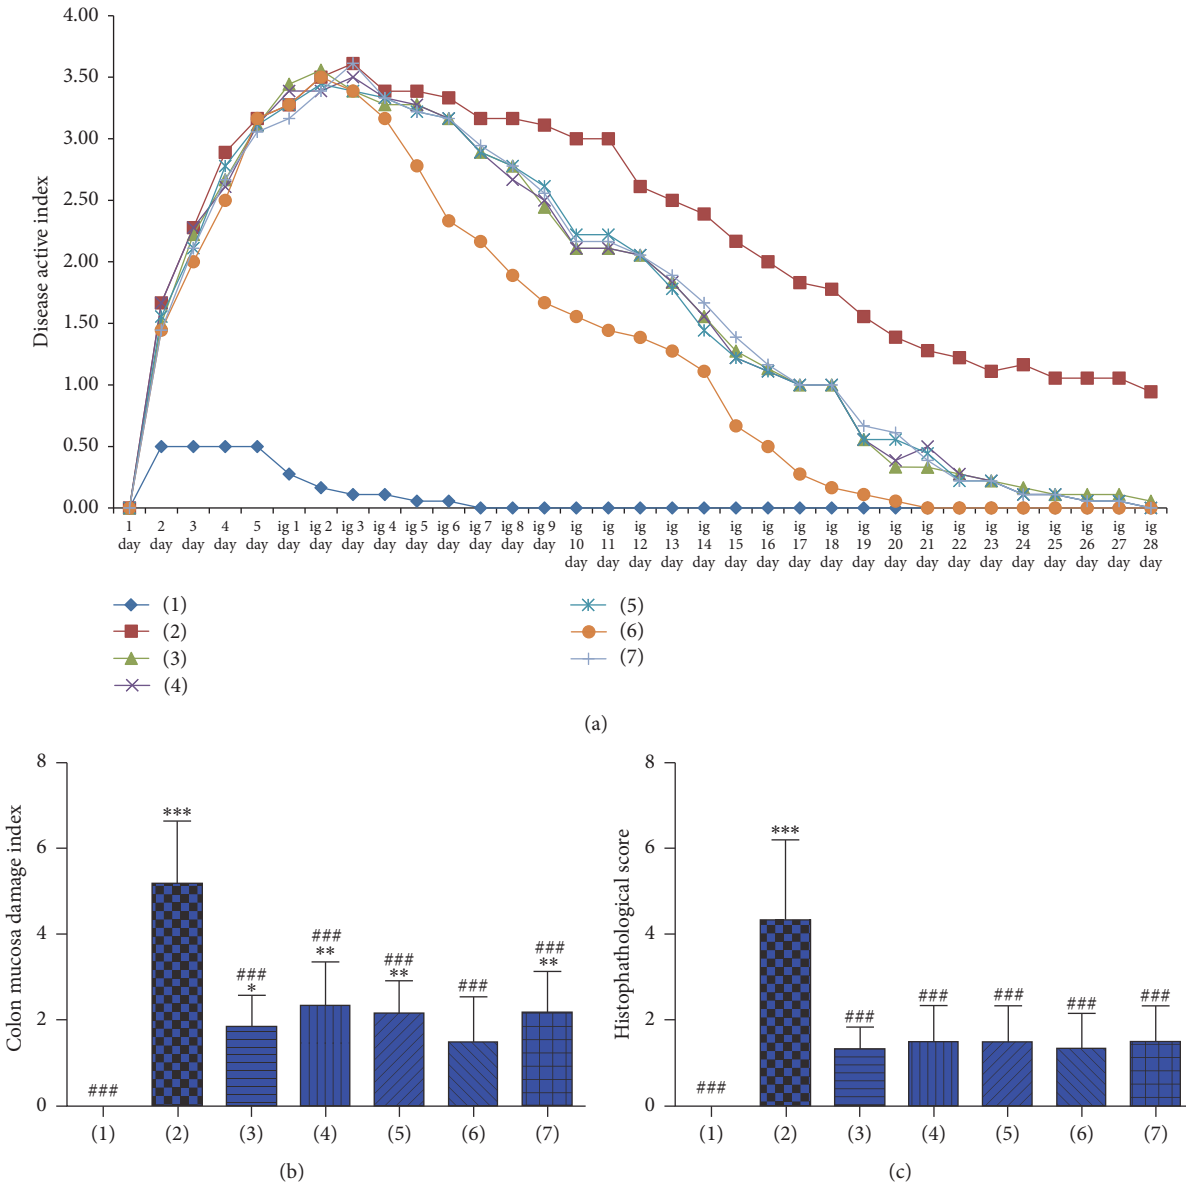 Disease active index
4.00
3.50
3.00
2.50
2.00
1.50
1.00
0.50
0.00
1 day
2 day
3 day
4 day
5 day
ig 1 day
ig 2 day
ig 3 day
ig 4 day
ig 5 day
ig 6 day
ig 7 day
ig 8 day
ig 9 day
ig 10 day
ig 11 day
ig 12 day
ig 13 day
ig 14 day
ig 15 day
ig 16 day
ig 17 day
ig 18 day
ig 19 day
ig 20 day
ig 21 day
ig 22 day
ig 23 day
ig 24 day
ig 25 day
ig 26 day
ig 27 day
ig 28 day
(1)
(2)
(3)
(4)
(5)
(6)
(7)
(a)
Colon mucosa damage index
8
6
4
2
0
###
***
###
*
###
**
###
**
###
###
**
(1) (2) (3) (4) (5) (6) (7)
(b)
Histophathological score
8
6
4
2
0
###
***
###
###
###
###
###
(1) (2) (3) (4) (5) (6) (7)
(c)